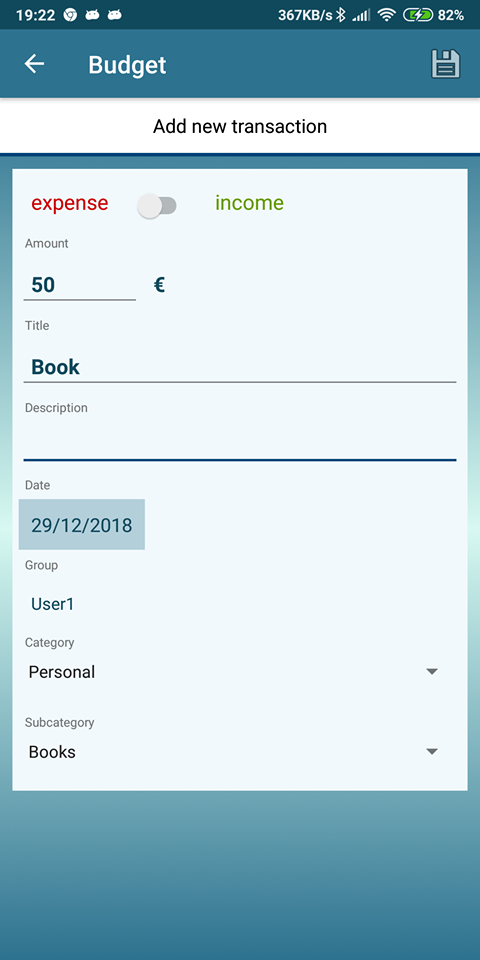 19:22 367KB/s 82%
Budget
Add new transaction
expense income
Amount
50 €
Title
Book
Description
Date
29/12/2018
Group
User1
Category
Personal
Subcategory
Books